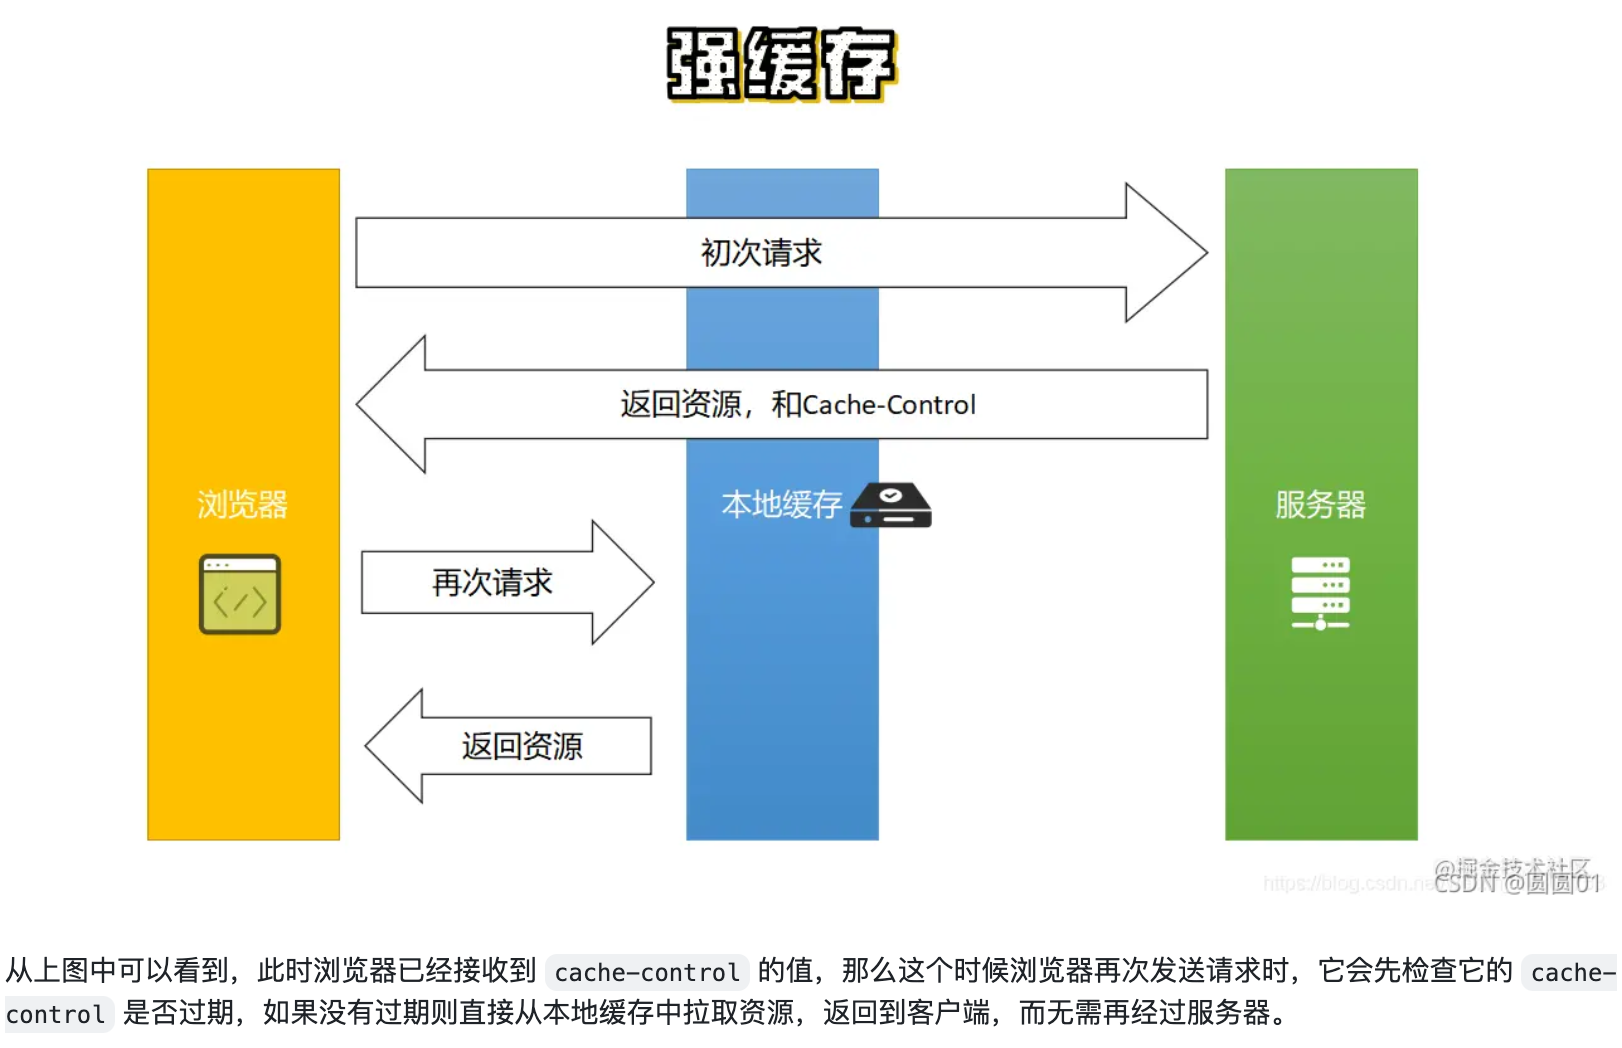 强缓存
初次请求
返回资源，和Cache-Control
浏览器
本地缓存
服务器
再次请求
返回资源
@掘金技术社区
https://blog.csdn.ne
CSDN @圆圆01
从上图中可以看到，此时浏览器已经接收到 cache-control 的值，那么这个时候浏览器再次发送请求时，它会先检查它的 cache-
control 是否过期，如果没有过期则直接从本地缓存中拉取资源，返回到客户端，而无需再经过服务器。